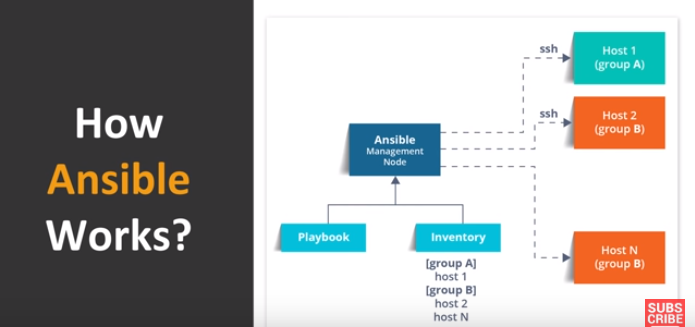 How
Ansible
Works?
ssh
Host 1
(group A)
ssh
Host 2
(group B)
Ansible
Management
Node
Playbook
Inventory
[group A]
host 1
[group B]
host 2
host N
Host N
(group B)
SUBS
CRIBE